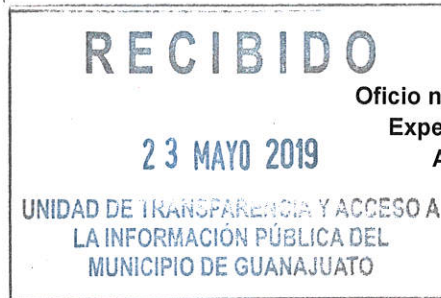 RECIBIDO
Oficio n
Expe
23 MAYO 2019
A
UNIDAD DE TRANSPARENCIA Y ACCESO A
LA INFORMACIÓN PÚBLICA DEL
MUNICIPIO DE GUANAJUATO